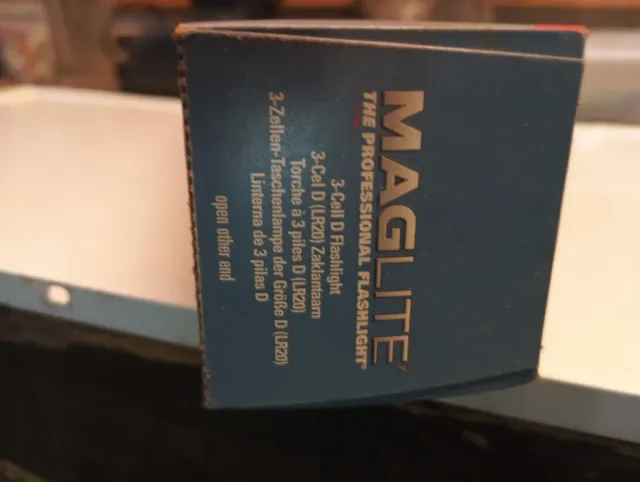 MAGLITE®
THE PROFESSIONAL FLASHLIGHT®
3-Cell D Flashlight
3-Cel D (LR20) Zaklantaarn
Torche à 3 piles D (LR20)
3-Zellen-Taschenlampe der Größe D (LR20)
Linterna de 3 pilas D
open other end